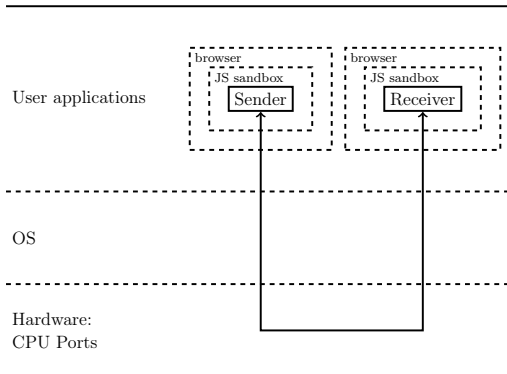 browser
browser
JS sandbox
JS sandbox
User applications
Sender
Receiver
OS
Hardware:
CPU Ports